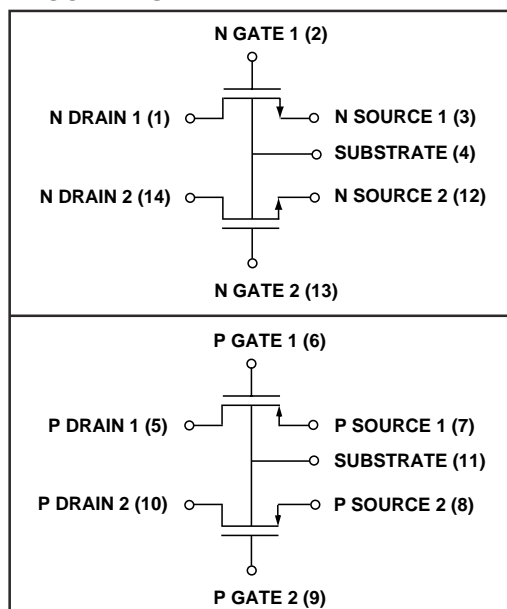 N GATE 1 (2)
N DRAIN 1 (1)
N SOURCE 1 (3)
SUBSTRATE (4)
N DRAIN 2 (14)
N SOURCE 2 (12)
N GATE 2 (13)
P GATE 1 (6)
P DRAIN 1 (5)
P SOURCE 1 (7)
SUBSTRATE (11)
P DRAIN 2 (10)
P SOURCE 2 (8)
P GATE 2 (9)